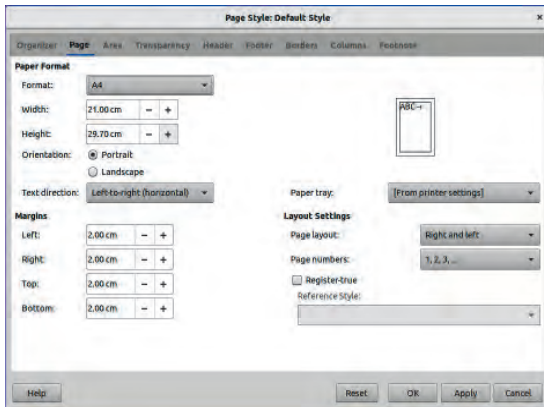 Page Style: Default Style ×
Organizer Page Area Transparency Header Footer Borders Columns Footnote
Paper Format
Format: A4
Width: 21.00 cm − +
Height: 29.70 cm − +
Orientation: Portrait
Landscape
Text direction: Left-to-right (horizontal)
ABC
Paper tray: [From printer settings]
Margins
Left: 2.00 cm − +
Right: 2.00 cm − +
Top: 2.00 cm − +
Bottom: 2.00 cm − +
Layout Settings
Page layout: Right and left
Page numbers: 1, 2, 3, ...
Register-true
Reference Style:
Help Reset OK Apply Cancel